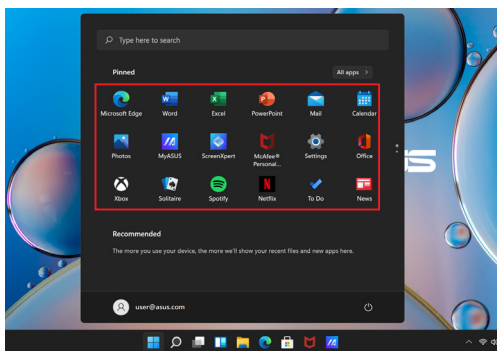 Type here to search
Pinned
All apps >
Microsoft Edge
Word
Excel
PowerPoint
Mail
Calendar
Photos
MyASUS
ScreenXpert
McAfee®
Personal...
Settings
Office
Xbox
Solitaire
Spotify
Netflix
To Do
News
Recommended
The more you use your device, the more we'll show your recent files and new apps here.
user@asus.com